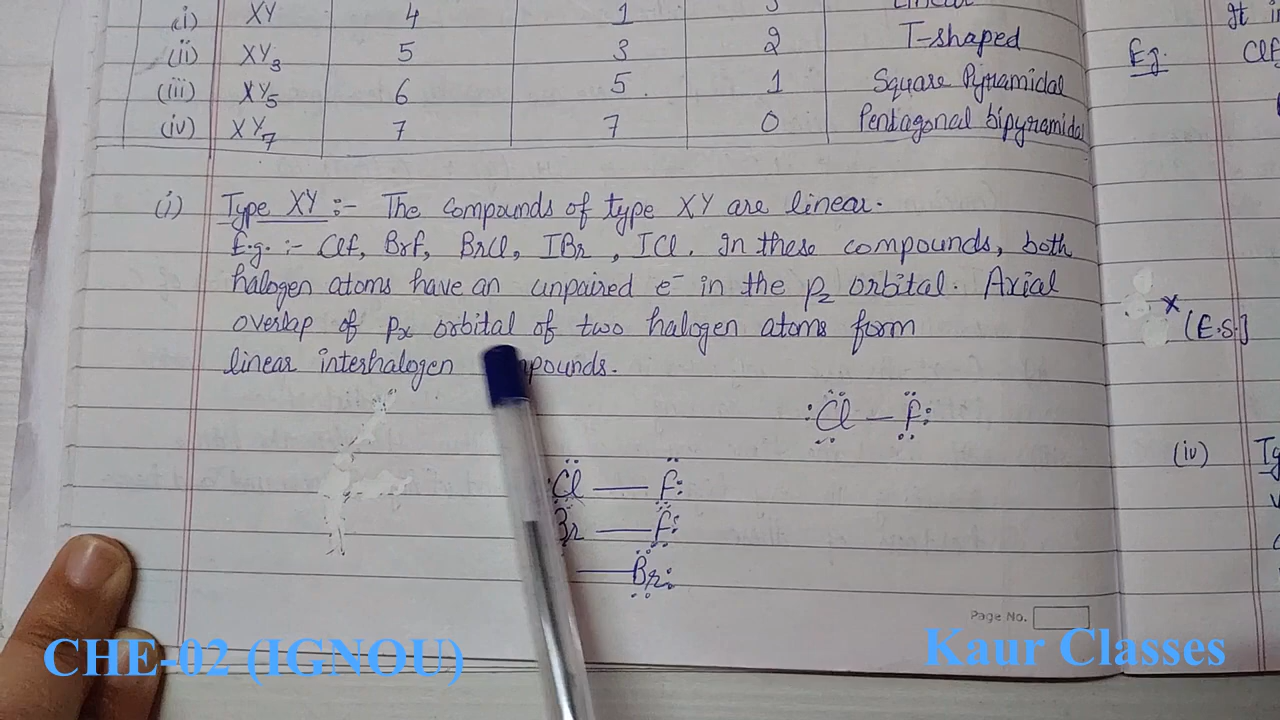 (i) XY 4 1 3 Linear
(ii) XY3 5 3 2 T-shaped
(iii) XY5 6 5 1 Square Pyramidal
(iv) XY7 7 7 0 Pentagonal bipyramidal
(i) Type XY :- The compounds of type XY are linear.
E.g. :- ClF, BrF, BrCl, IBr, ICl. In these compounds, both
halogen atoms have an unpaired e- in the pz orbital. Axial
overlap of px orbital of two halogen atoms form
linear interhalogen pounds.
Cl — F
Cl — F
Br — F
— Br
Page No.
It i
Eg.
ClF
(E.S.]
(iv)
CHE-02 (IGNOU)
Kaur Classes